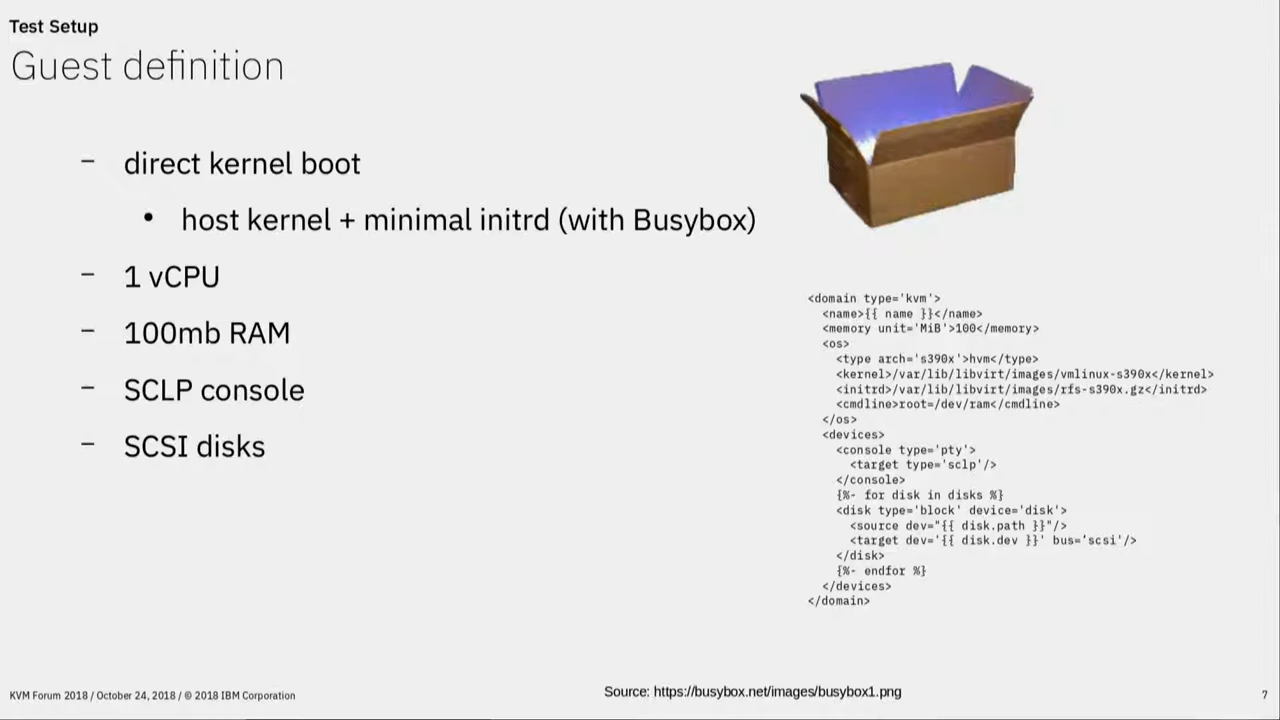 Test Setup
Guest definition
– direct kernel boot
• host kernel + minimal initrd (with Busybox)
– 1 vCPU
– 100mb RAM
– SCLP console
– SCSI disks
<domain type='kvm'>
  <name>{{ name }}</name>
  <memory unit='MiB'>100</memory>
  <os>
    <type arch='s390x'>hvm</type>
    <kernel>/var/lib/libvirt/images/vmlinux-s390x</kernel>
    <initrd>/var/lib/libvirt/images/rfs-s390x.gz</initrd>
    <cmdline>root=/dev/ram</cmdline>
  </os>
  <devices>
    <console type='pty'>
      <target type='sclp'/>
    </console>
    {%- for disk in disks %}
    <disk type='block' device='disk'>
      <source dev="{{ disk.path }}"/>
      <target dev='{{ disk.dev }}' bus='scsi'/>
    </disk>
    {%- endfor %}
  </devices>
</domain>
KVM Forum 2018 / October 24, 2018 / © 2018 IBM Corporation
Source: https://busybox.net/images/busybox1.png
7